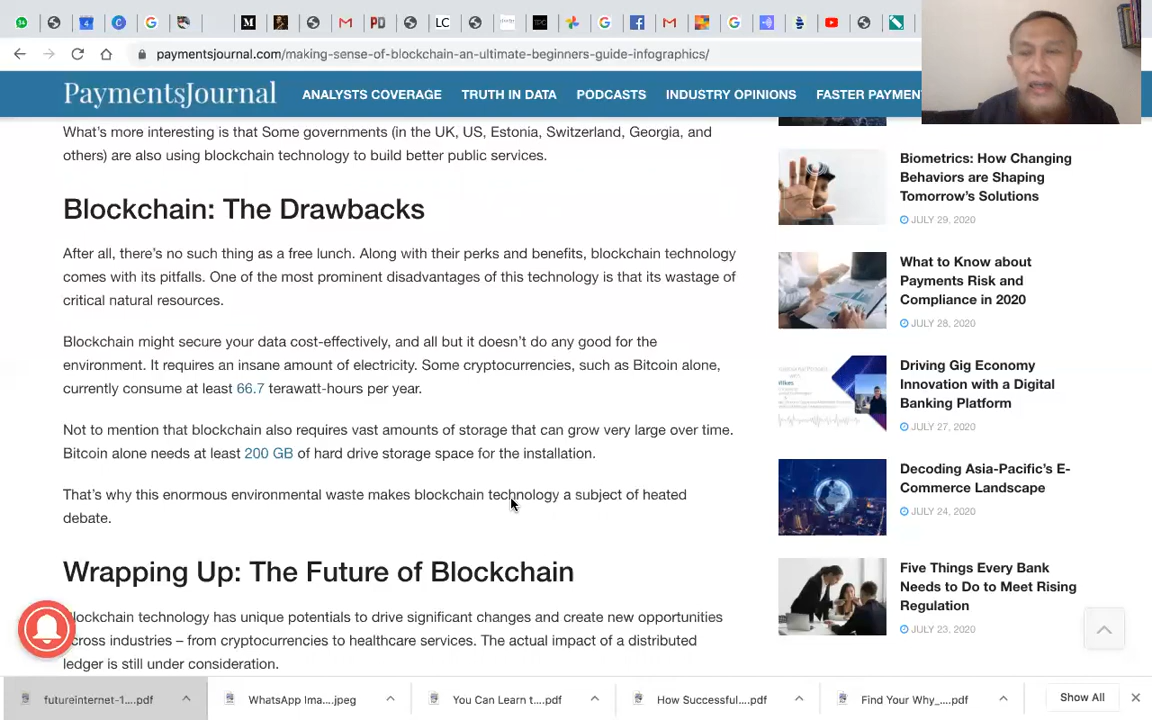 31
4
C
G
M
PD
LC
G
G
paymentsjournal.com/making-sense-of-blockchain-an-ultimate-beginners-guide-infographics/
PaymentsJournal
ANALYSTS COVERAGE
TRUTH IN DATA
PODCASTS
INDUSTRY OPINIONS
FASTER PAYMEN
What's more interesting is that Some governments (in the UK, US, Estonia, Switzerland, Georgia, and
others) are also using blockchain technology to build better public services.
Blockchain: The Drawbacks
After all, there's no such thing as a free lunch. Along with their perks and benefits, blockchain technology
comes with its pitfalls. One of the most prominent disadvantages of this technology is that its wastage of
critical natural resources.
Blockchain might secure your data cost-effectively, and all but it doesn't do any good for the
environment. It requires an insane amount of electricity. Some cryptocurrencies, such as Bitcoin alone,
currently consume at least 66.7 terawatt-hours per year.
Not to mention that blockchain also requires vast amounts of storage that can grow very large over time.
Bitcoin alone needs at least 200 GB of hard drive storage space for the installation.
That's why this enormous environmental waste makes blockchain technology a subject of heated
debate.
Wrapping Up: The Future of Blockchain
lockchain technology has unique potentials to drive significant changes and create new opportunities
cross industries – from cryptocurrencies to healthcare services. The actual impact of a distributed
ledger is still under consideration.
Biometrics: How Changing
Behaviors are Shaping
Tomorrow's Solutions
JULY 29, 2020
What to Know about
Payments Risk and
Compliance in 2020
JULY 28, 2020
Driving Gig Economy
Innovation with a Digital
Banking Platform
JULY 27, 2020
Decoding Asia-Pacific's E-
Commerce Landscape
JULY 24, 2020
Five Things Every Bank
Needs to Do to Meet Rising
Regulation
JULY 23, 2020
futureinternet-1....pdf
WhatsApp Ima....jpeg
You Can Learn t....pdf
How Successful....pdf
Find Your Why_....pdf
Show All